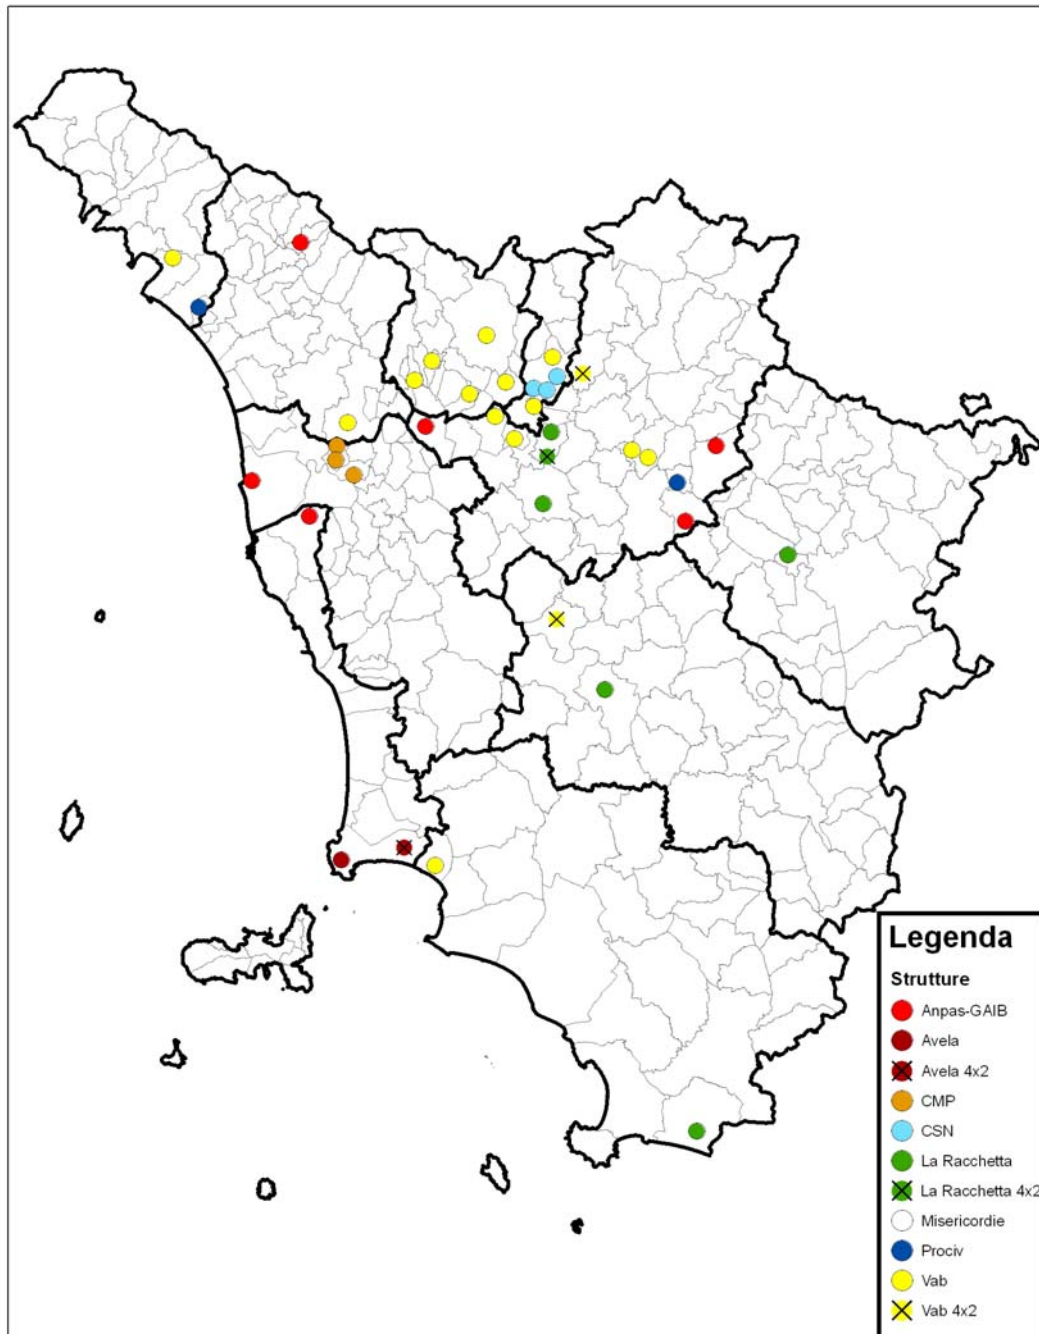 Legenda
Strutture
Anpas-GAIB
Avela
Avela 4x2
CMP
CSN
La Racchetta
La Racchetta 4x2
Misericordie
Prociv
Vab
Vab 4x2